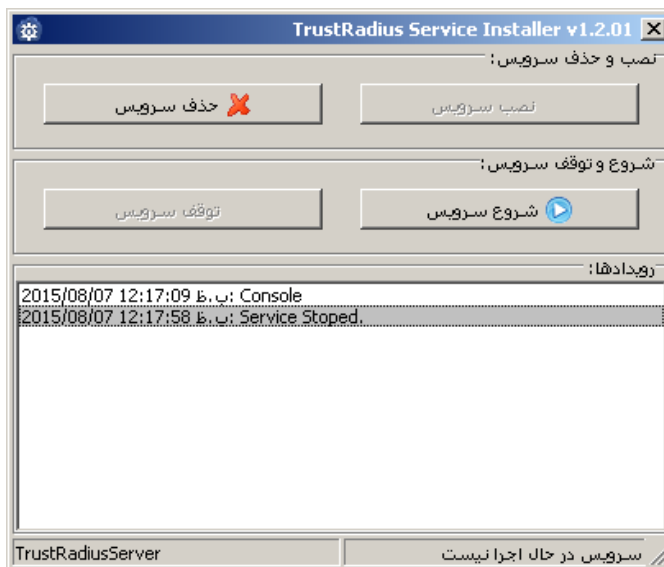 TrustRadius Service Installer v1.2.01
نصب و حذف سرویس:
نصب سرویس
حذف سرویس
شروع و توقف سرویس:
شروع سرویس
توقف سرویس
رویدادها:
2015/08/07 12:17:09 ب.ظ: Console
2015/08/07 12:17:58 ب.ظ: Service Stoped.
سرویس در حال اجرا نیست
TrustRadiusServer